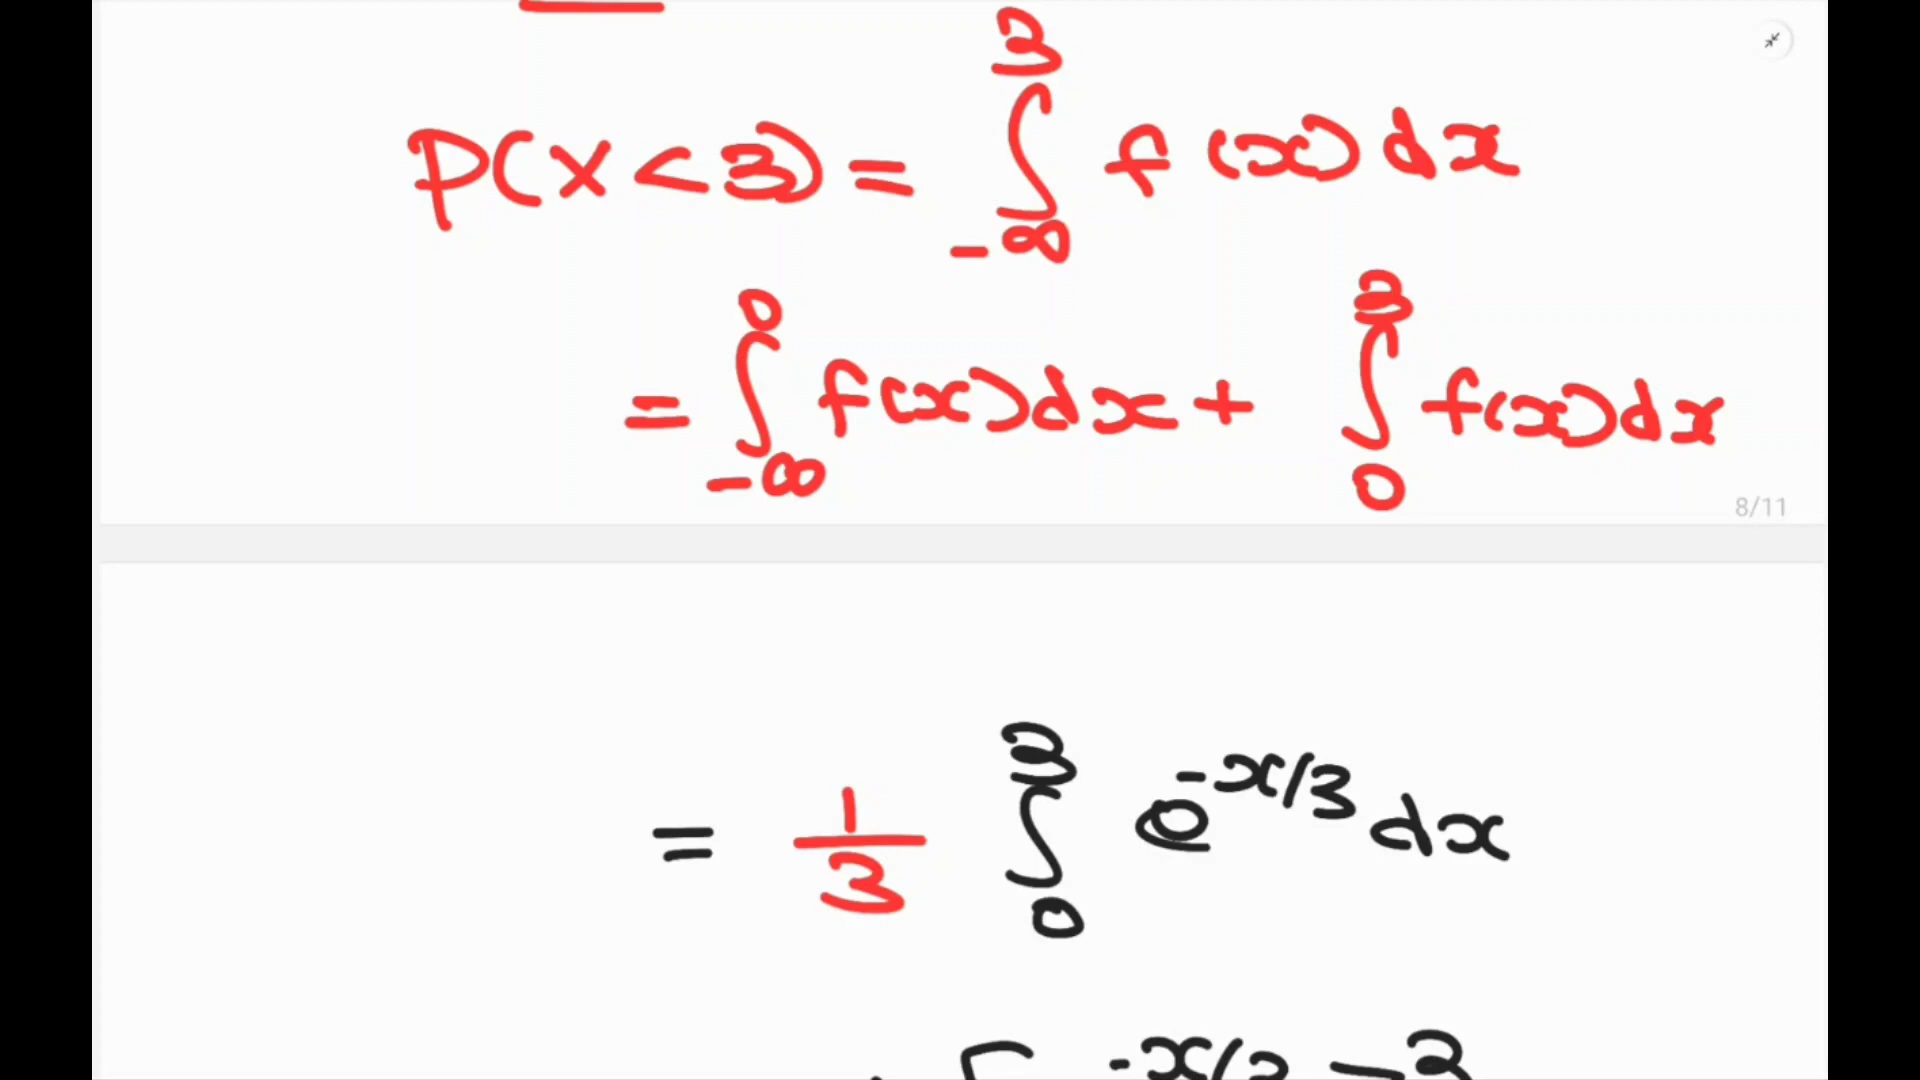 P(X<3) = ∫_{-∞}^{3} f(x)dx
= ∫_{-∞}^{0} f(x)dx + ∫_{0}^{3} f(x)dx
8/11
= 1/3 ∫_{0}^{3} e^{-x/3} dx